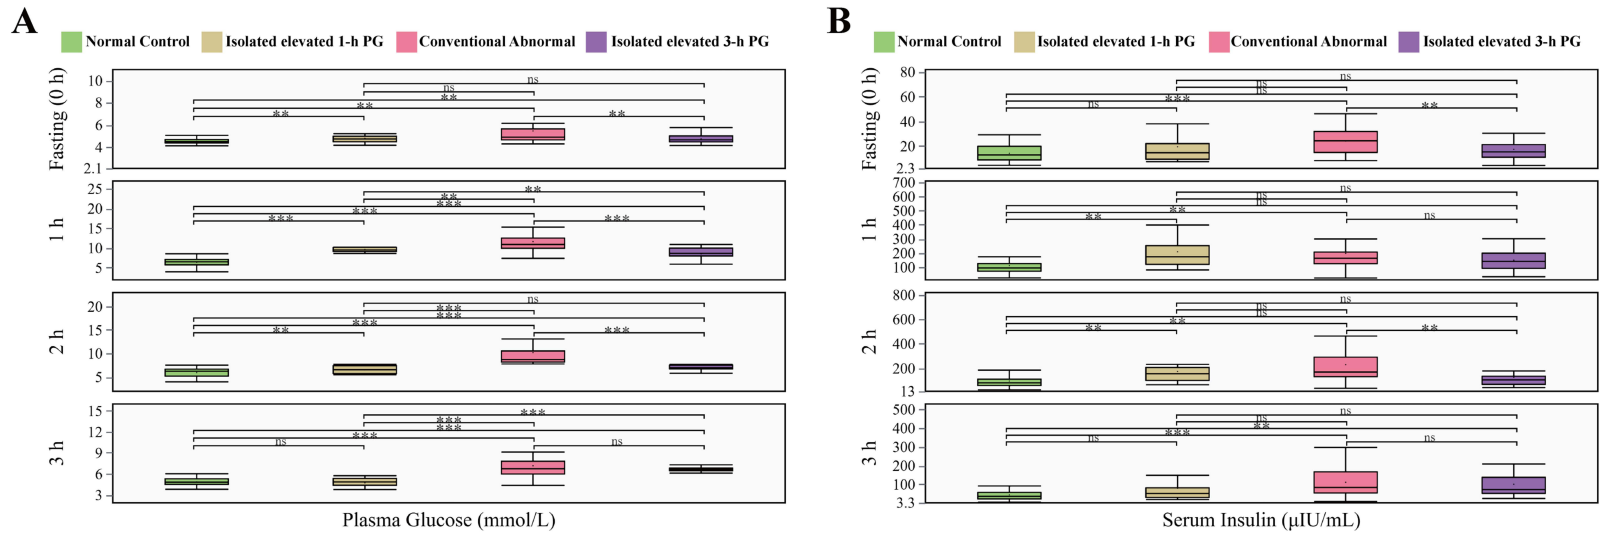 A
Normal Control
Isolated elevated 1-h PG
Conventional Abnormal
Isolated elevated 3-h PG
Fasting (0 h)
10
8
6
4
2.1
ns
ns
**
**
**
**
1 h
25
20
15
10
5
**
**
***
***
***
***
2 h
20
15
10
5
ns
***
***
***
**
***
3 h
15
12
9
6
3
***
***
***
***
ns
ns
Plasma Glucose (mmol/L)
B
Normal Control
Isolated elevated 1-h PG
Conventional Abnormal
Isolated elevated 3-h PG
Fasting (0 h)
80
60
40
20
2.3
ns
ns
ns
***
ns
**
1 h
700
600
500
400
300
200
100
ns
ns
ns
**
**
ns
2 h
800
600
400
200
13
ns
ns
ns
**
**
**
3 h
500
400
300
200
100
3.3
ns
ns
**
***
ns
ns
Serum Insulin (μIU/mL)